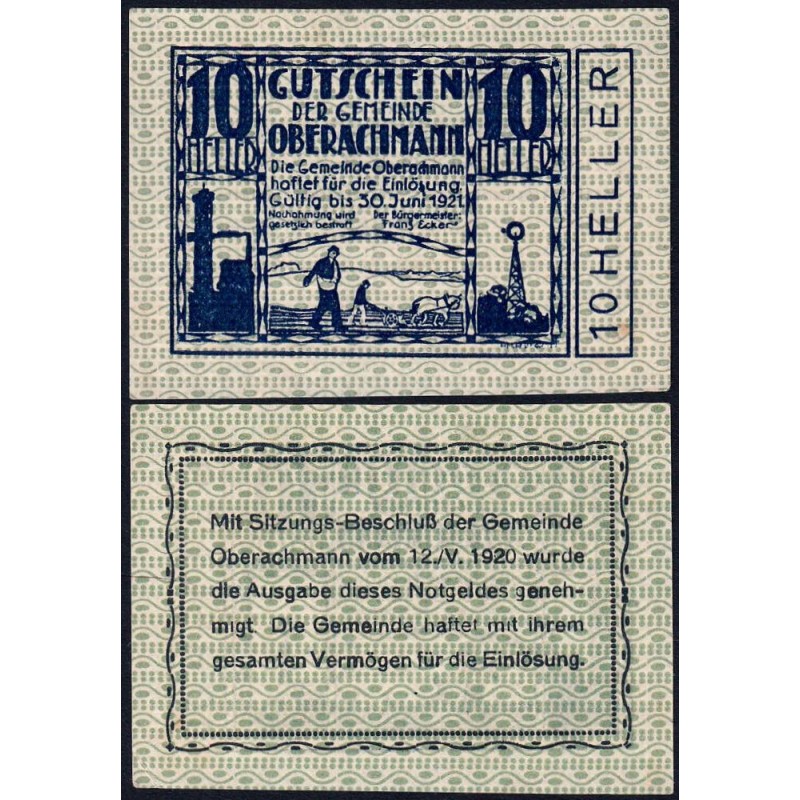 10 HELLER
GUTSCHEIN
DER GEMEINDE
OBERACHMANN
Die Gemeinde Oberachmann
haftet für die Einlösung.
Gültig bis 30. Juni 1921.
Nachahmung wird
gesetzlich bestraft
Der Bürgermeister:
Franz Ecker
10 HELLER
10 HELLER
Mit Sitzungs-Beschluß der Gemeinde
Oberachmann vom 12./V. 1920 wurde
die Ausgabe dieses Notgeldes geneh-
migt. Die Gemeinde haftet mit ihrem
gesamten Vermögen für die Einlösung.